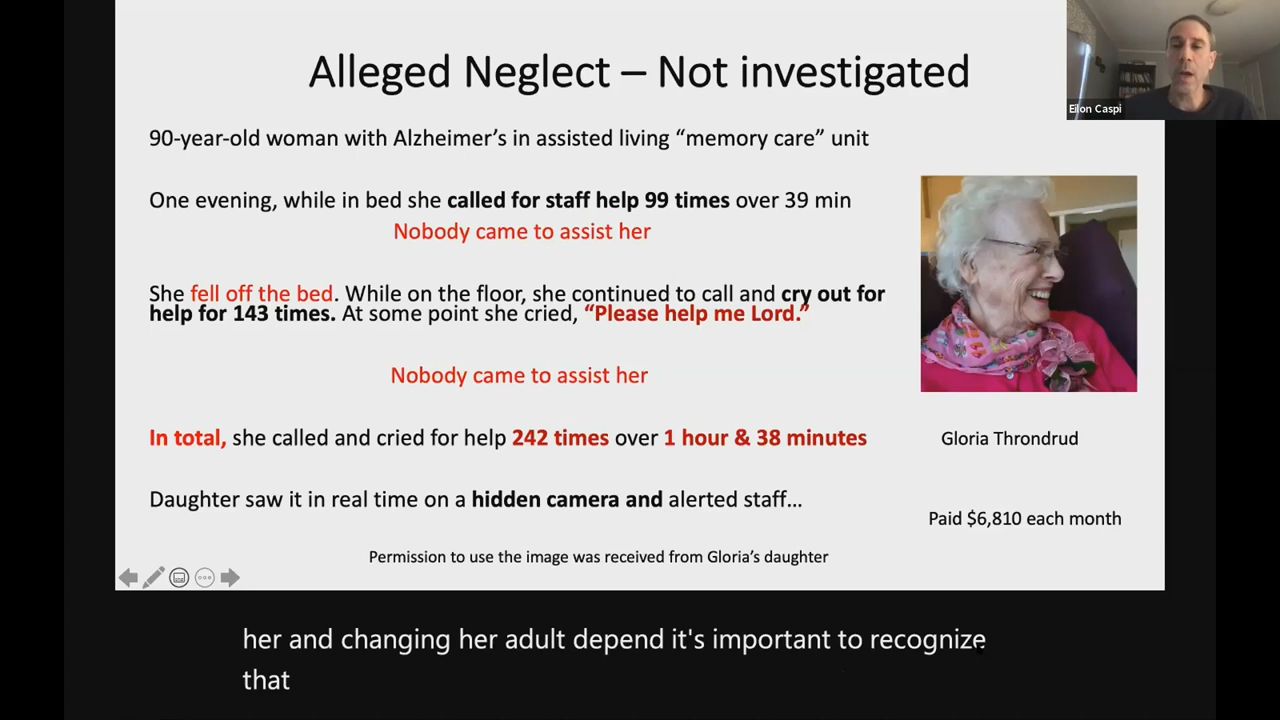 Alleged Neglect – Not investigated
Eilon Caspi
90-year-old woman with Alzheimer's in assisted living “memory care” unit
One evening, while in bed she called for staff help 99 times over 39 min
Nobody came to assist her
She fell off the bed. While on the floor, she continued to call and cry out for
help for 143 times. At some point she cried, “Please help me Lord.”
Nobody came to assist her
In total, she called and cried for help 242 times over 1 hour & 38 minutes
Gloria Throndrud
Daughter saw it in real time on a hidden camera and alerted staff…
Paid $6,810 each month
Permission to use the image was received from Gloria's daughter
her and changing her adult depend it's important to recognize
that